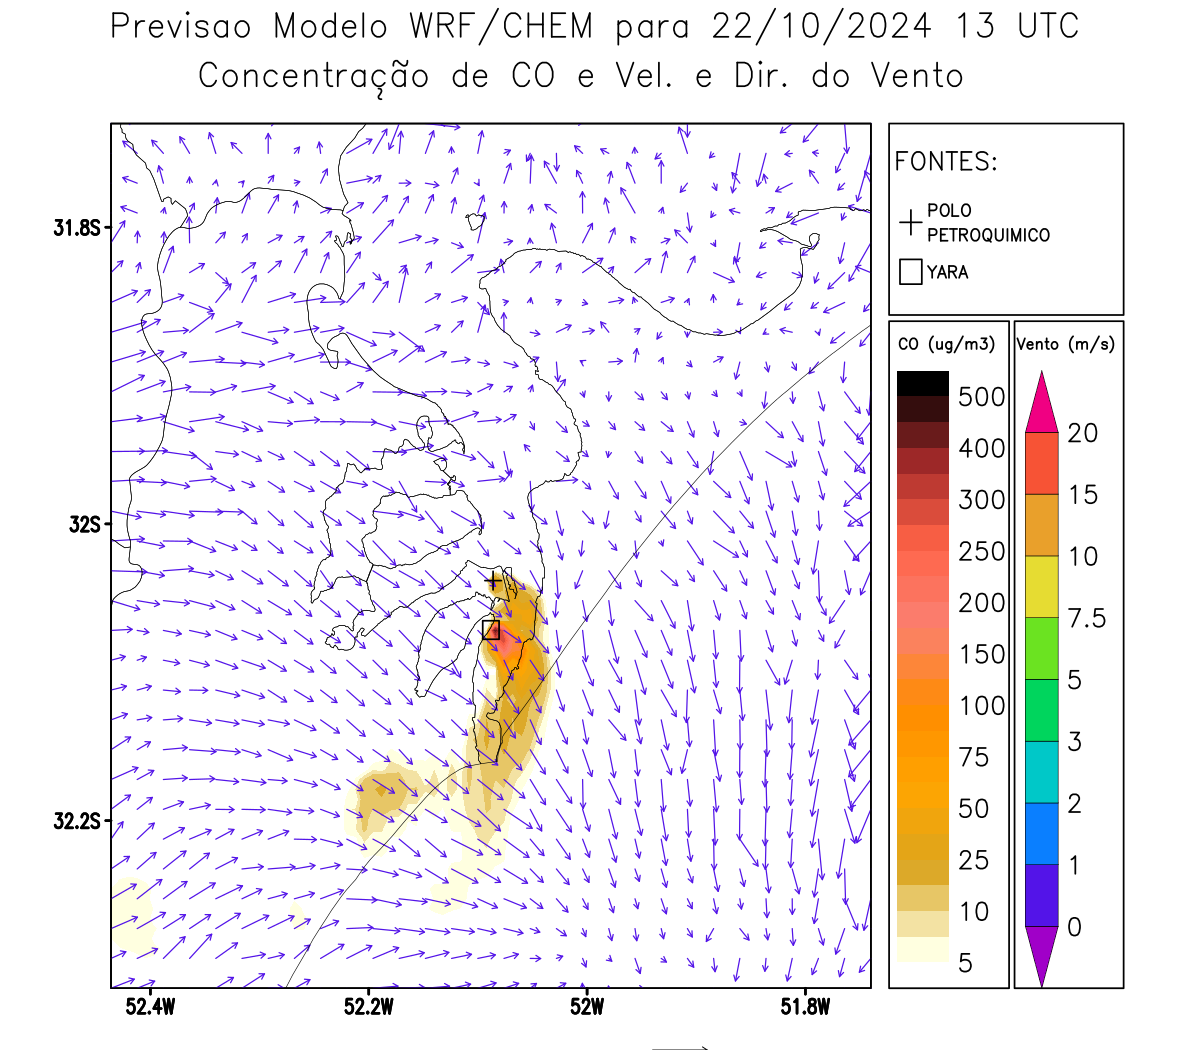 Previsao Modelo WRF/CHEM para 22/10/2024 13 UTC
Concentração de CO e Vel. e Dir. do Vento
FONTES:
POLO
PETROQUIMICO
YARA
CO (ug/m3)
500
400
300
250
200
150
100
75
50
25
10
5
Vento (m/s)
20
15
10
7.5
5
3
2
1
0
31.8S
32S
32.2S
52.4W
52.2W
52W
51.8W